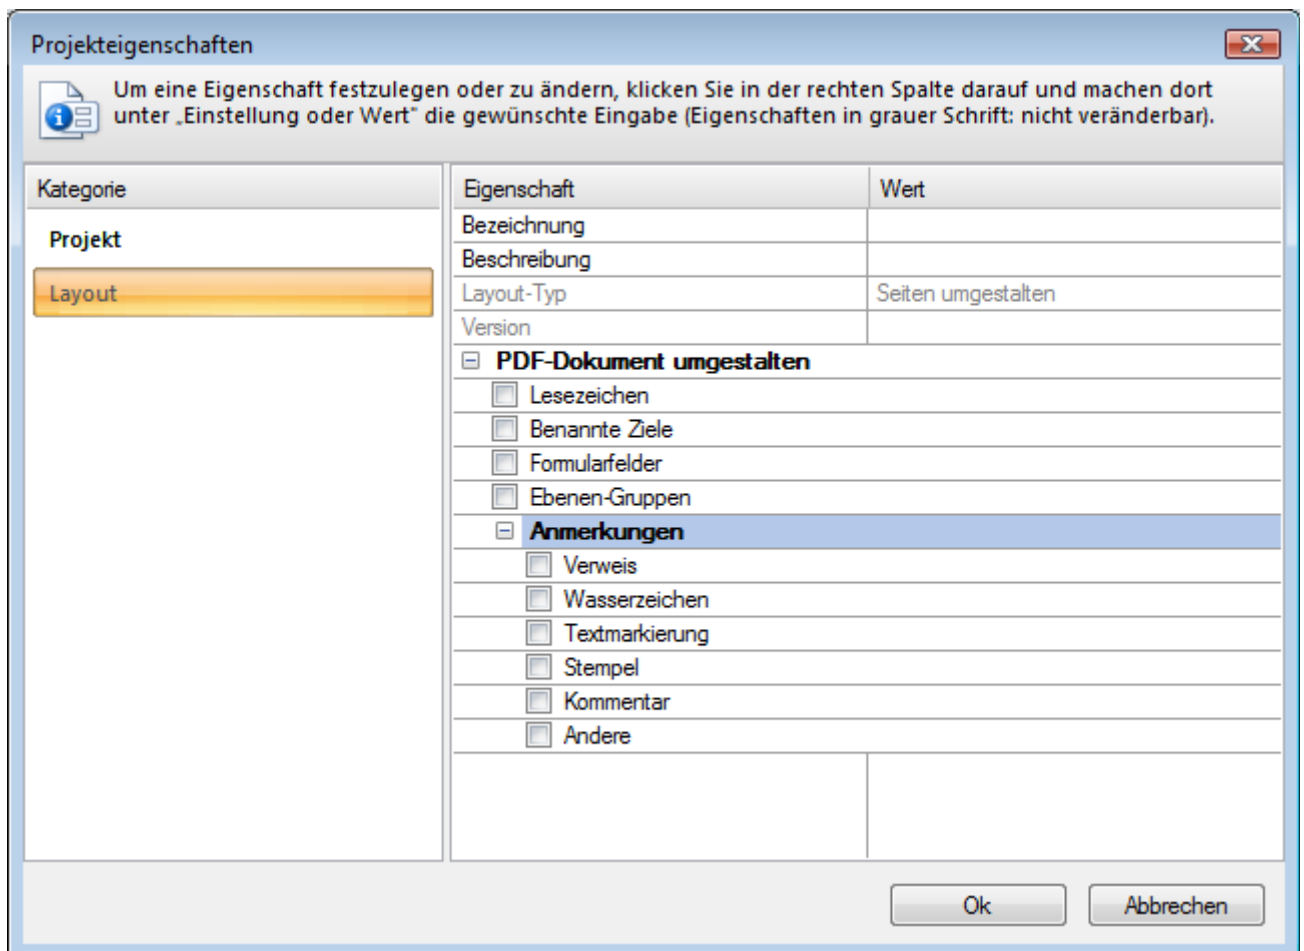 Projekteigenschaften
Um eine Eigenschaft festzulegen oder zu ändern, klicken Sie in der rechten Spalte darauf und machen dort
unter „Einstellung oder Wert" die gewünschte Eingabe (Eigenschaften in grauer Schrift: nicht veränderbar).
Kategorie
Projekt
Layout
Eigenschaft Wert
Bezeichnung
Beschreibung
Layout-Typ Seiten umgestalten
Version
PDF-Dokument umgestalten
Lesezeichen
Benannte Ziele
Formularfelder
Ebenen-Gruppen
Anmerkungen
Verweis
Wasserzeichen
Textmarkierung
Stempel
Kommentar
Andere
Ok Abbrechen